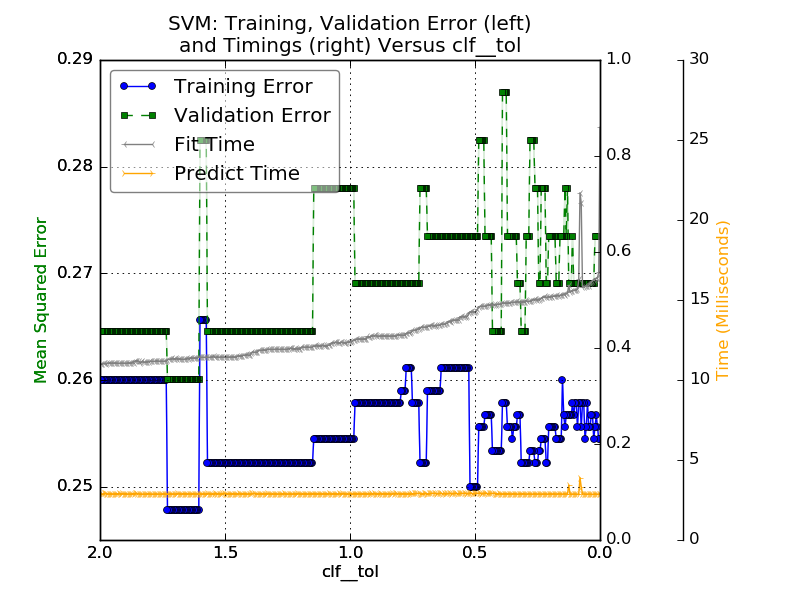 SVM: Training, Validation Error (left)
and Timings (right) Versus clf__tol
Training Error
Validation Error
Fit Time
Predict Time
Mean Squared Error
0.29
0.28
0.27
0.26
0.25
2.0
1.5
1.0
0.5
0.0
clf__tol
1.0
0.8
0.6
0.4
0.2
0.0
30
25
20
15
10
5
0
Time (Milliseconds)